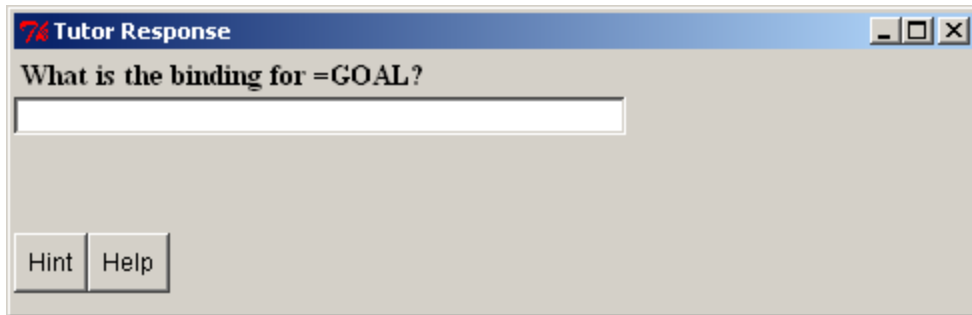 Tutor Response
What is the binding for =GOAL?
Hint Help